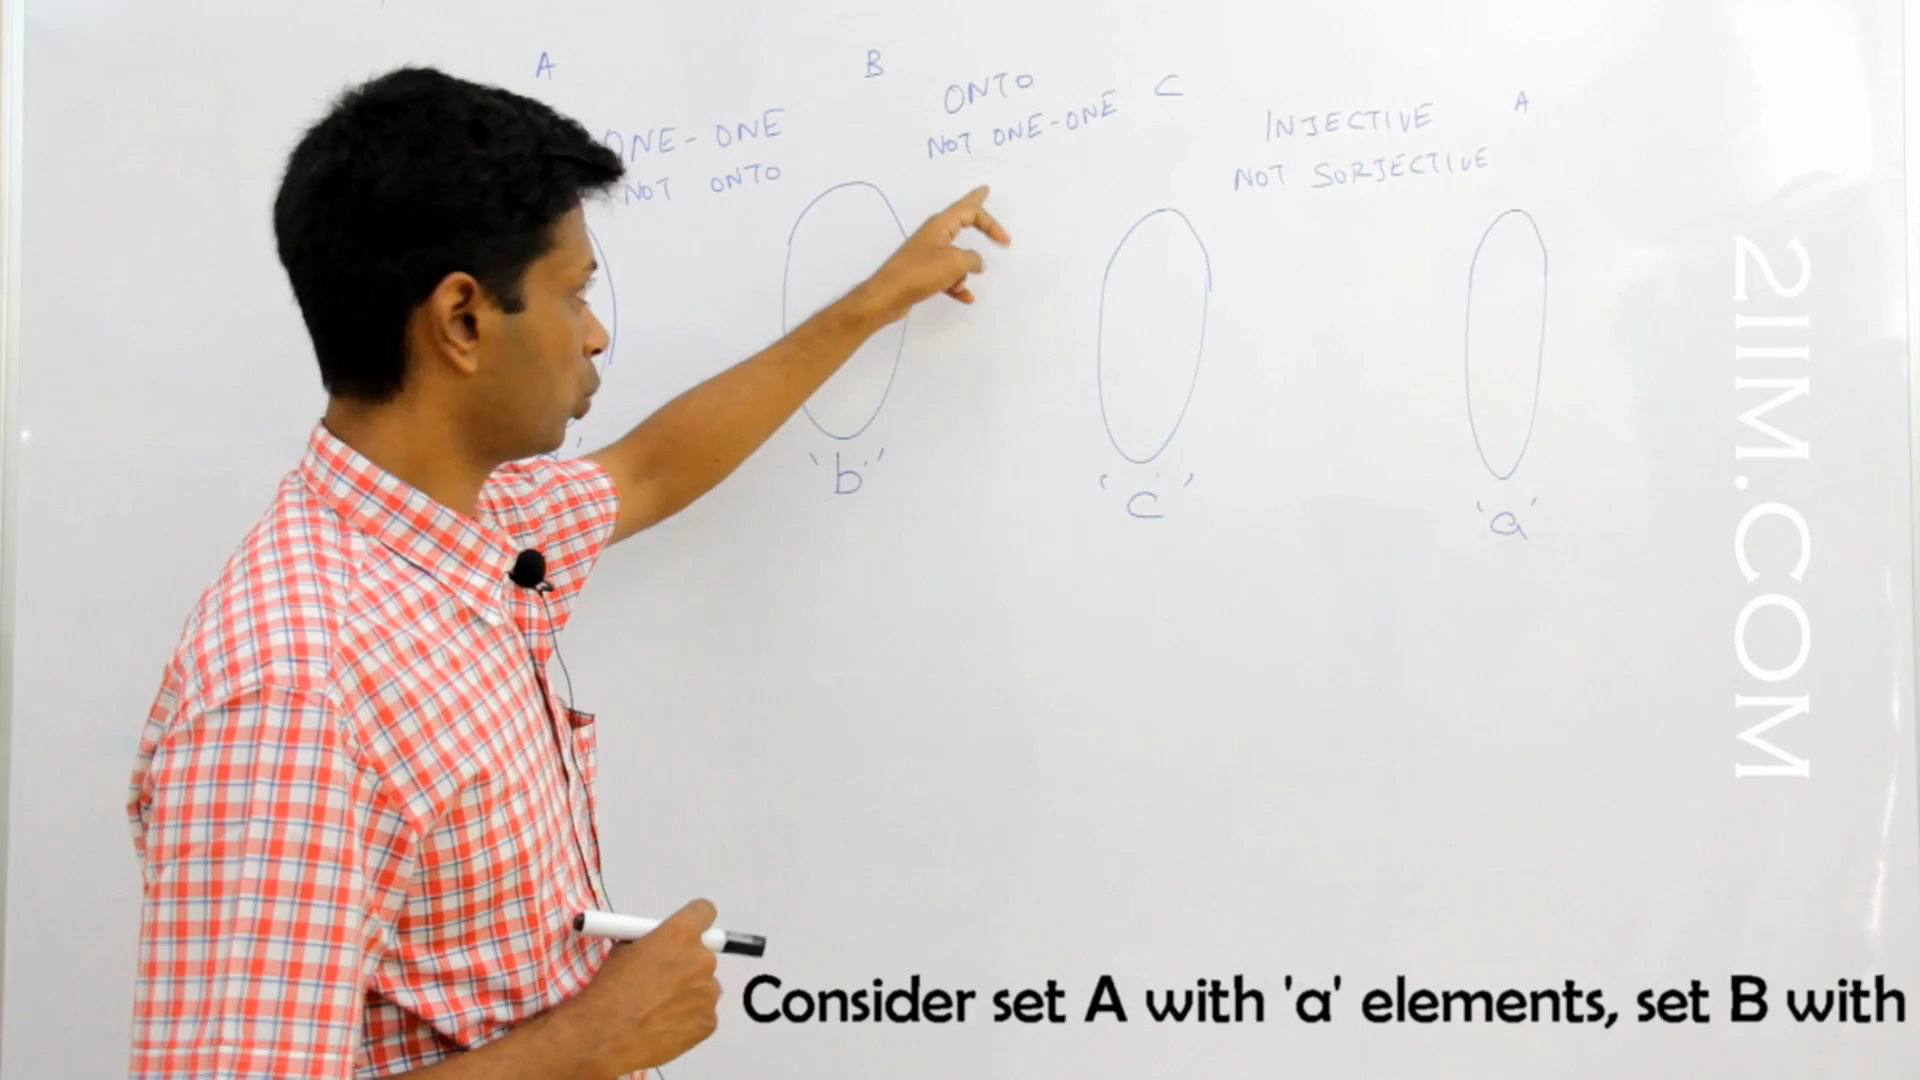 A
B
C
A
ONE-ONE
NOT ONTO
ONTO
NOT ONE-ONE
INJECTIVE
NOT SORJECTIVE
'b'
'c'
'a'
2IIM.COM
Consider set A with 'a' elements, set B with